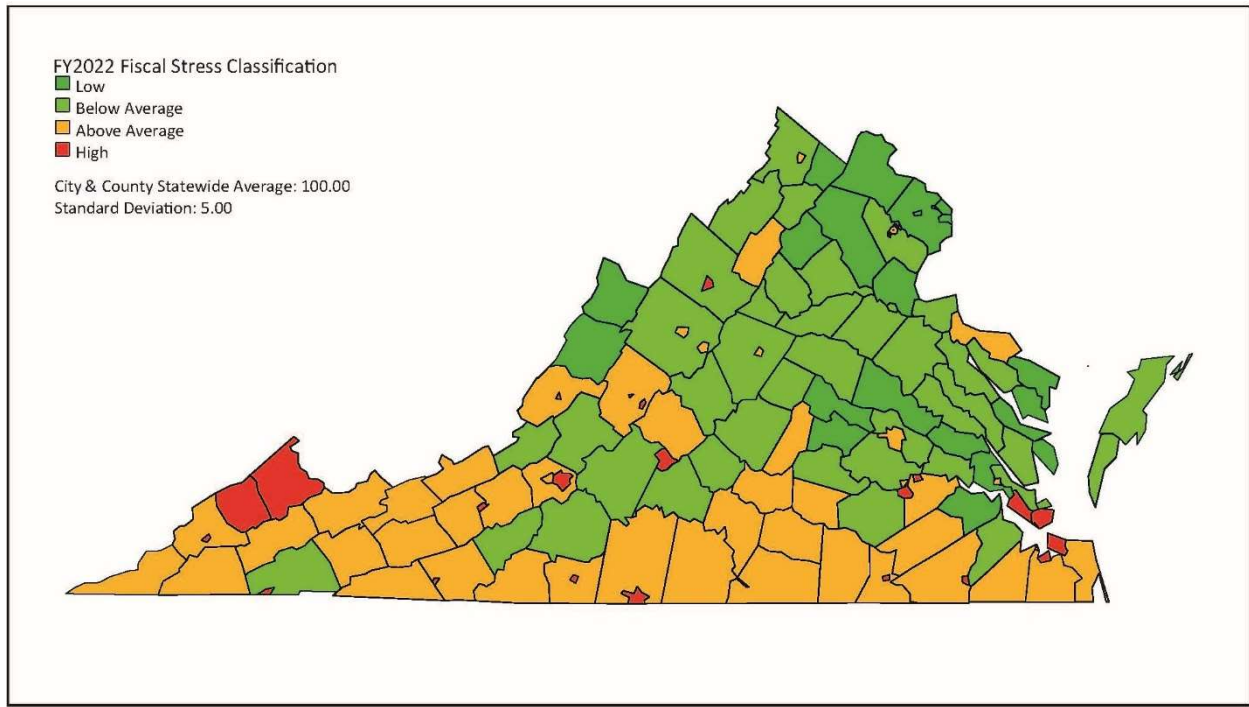 FY2022 Fiscal Stress Classification
Low
Below Average
Above Average
High
City & County Statewide Average: 100.00
Standard Deviation: 5.00